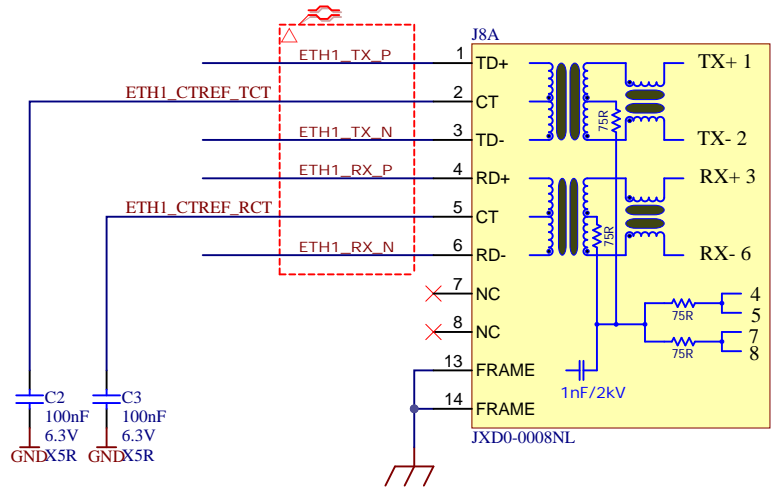 J8A
ETH1_TX_P 1 TD+ TX+ 1
ETH1_CTREF_TCT 2 CT 75R
ETH1_TX_N 3 TD- TX- 2
ETH1_RX_P 4 RD+ RX+ 3
ETH1_CTREF_RCT 5 CT 75R
ETH1_RX_N 6 RD- RX- 6
7 NC 4
75R 5
8 NC 7
75R 8
13 FRAME
1nF/2kV
14 FRAME
C2 C3
100nF 100nF
6.3V 6.3V
X5R X5R
GND GND
JXD0-0008NL